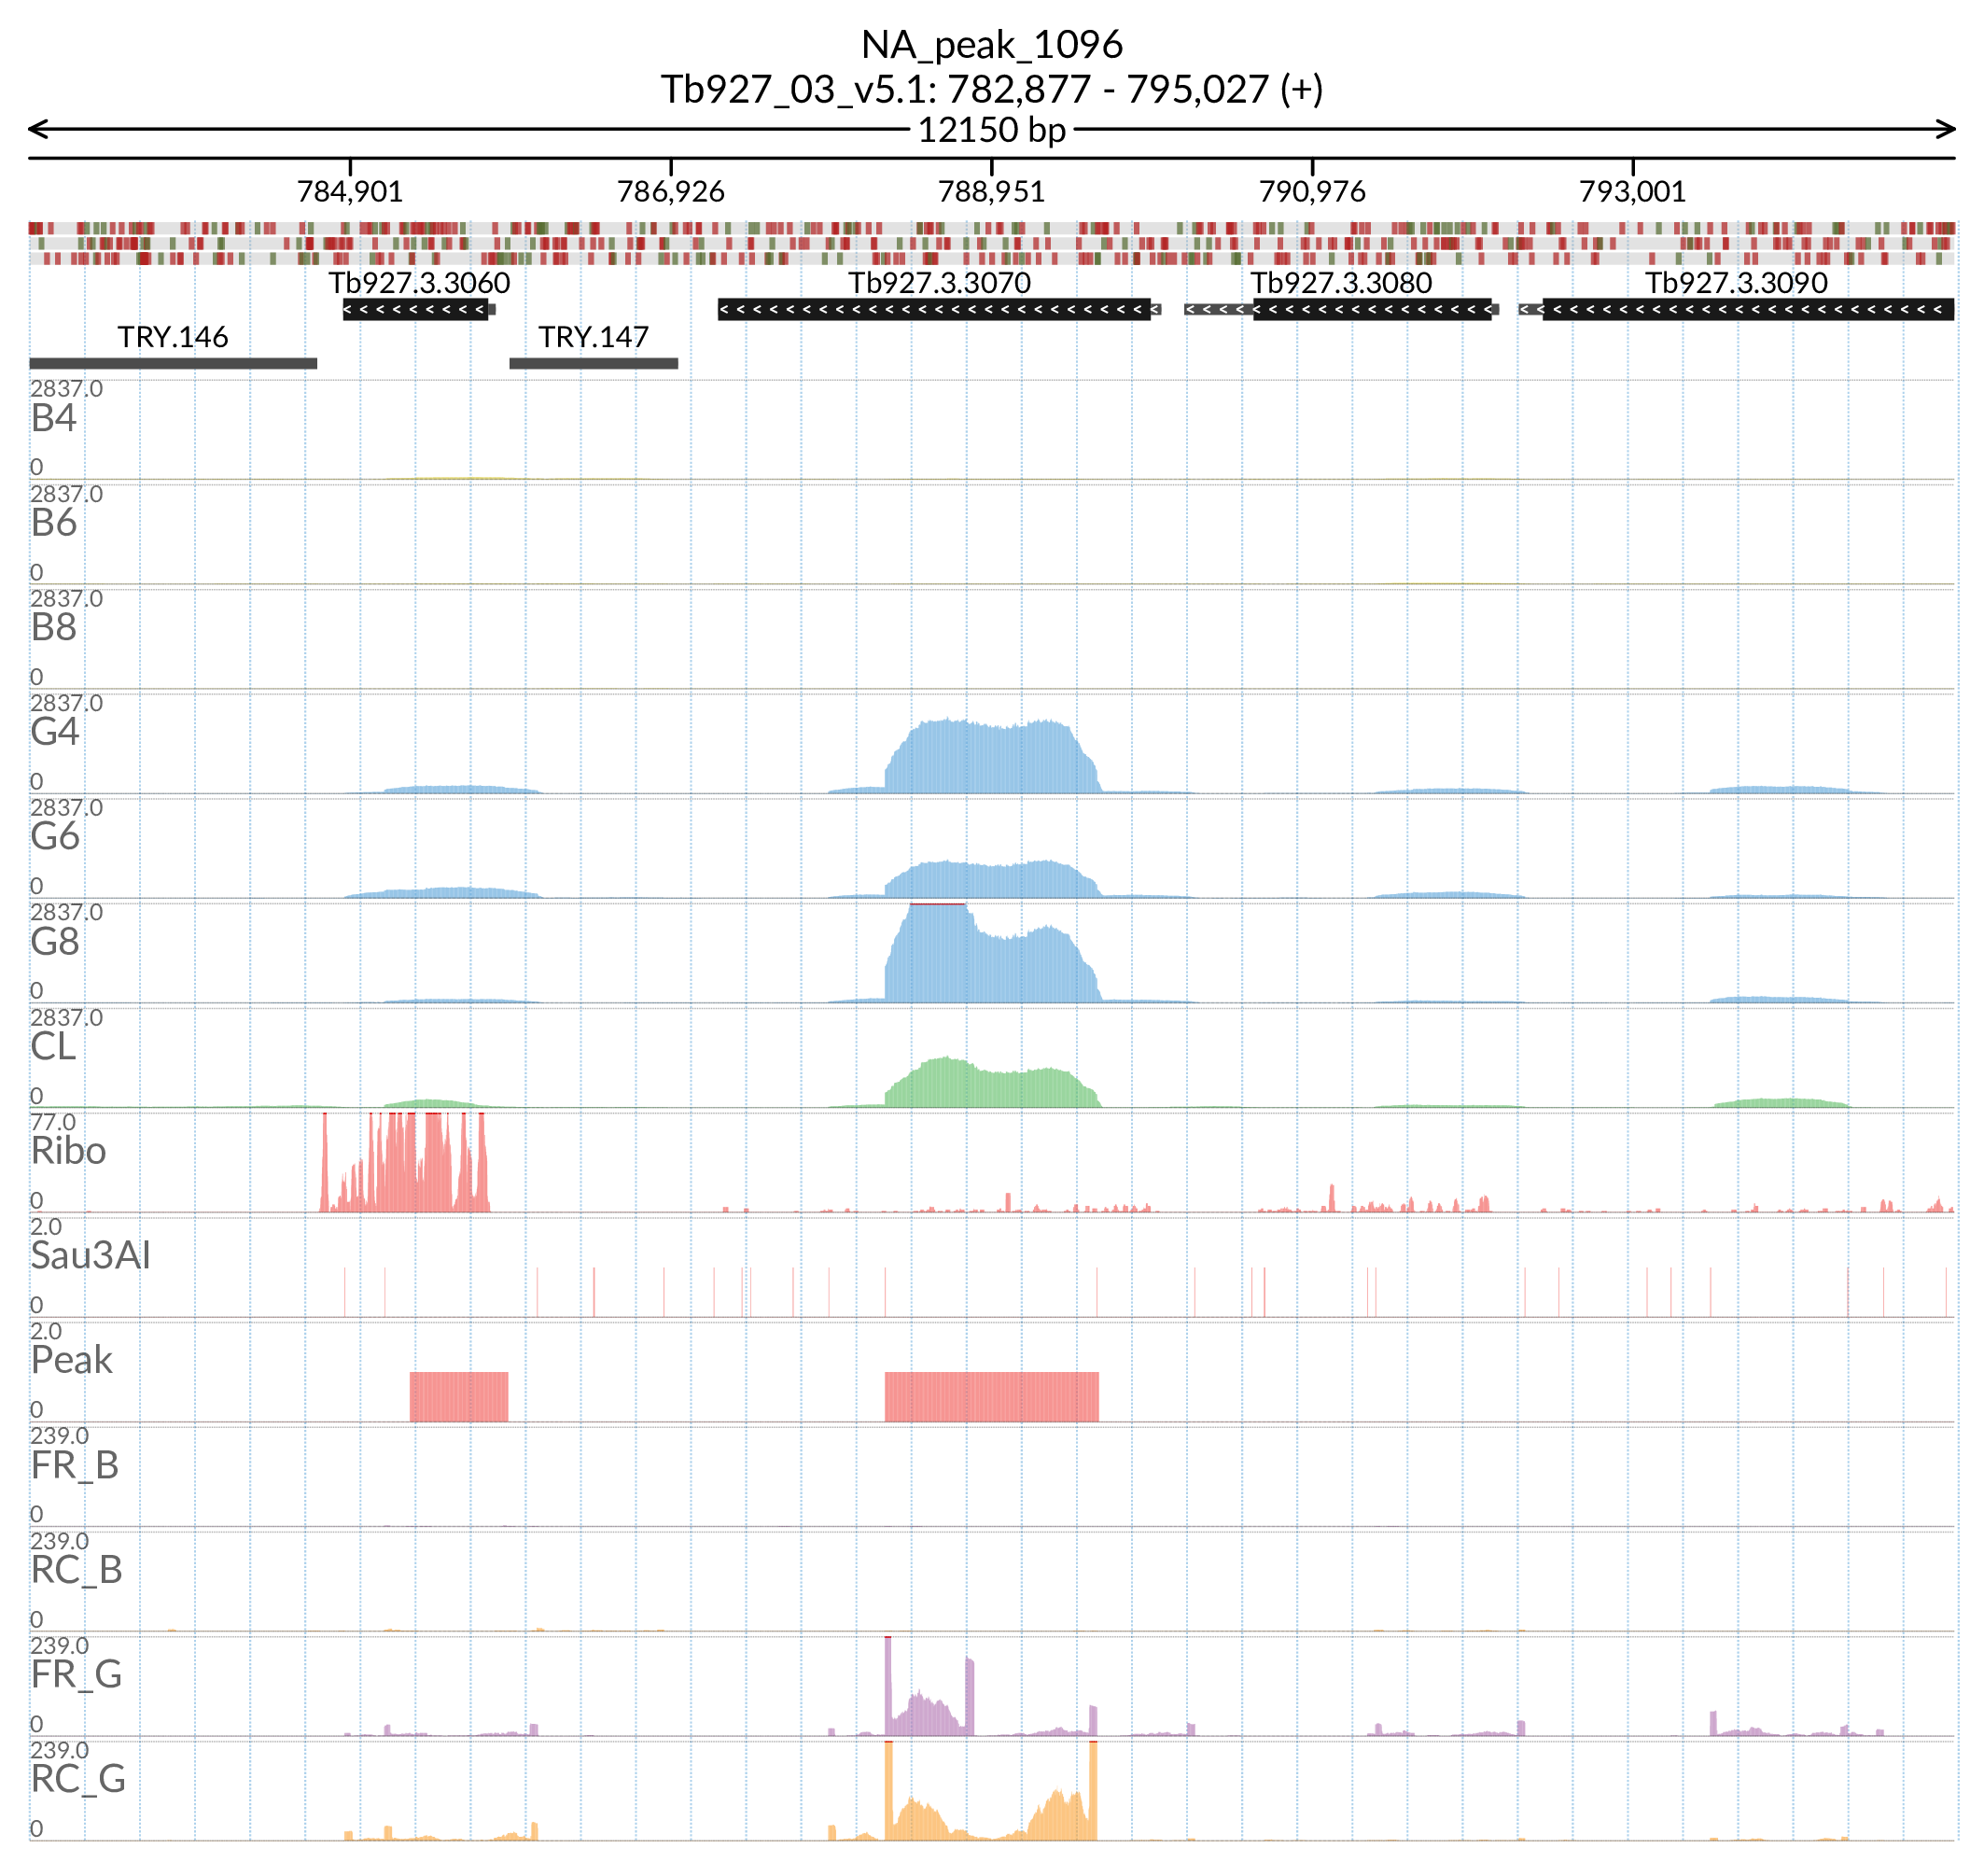 NA_peak_1096
Tb927_03_v5.1: 782,877 - 795,027 (+)
12150 bp
784,901 786,926 788,951 790,976 793,001
Tb927.3.3060 Tb927.3.3070 Tb927.3.3080 Tb927.3.3090
TRY.146 TRY.147
2837.0
B4
0
2837.0
B6
0
2837.0
B8
0
2837.0
G4
0
2837.0
G6
0
2837.0
G8
0
2837.0
CL
0
77.0
Ribo
0
2.0
Sau3AI
0
2.0
Peak
0
239.0
FR_B
0
239.0
RC_B
0
239.0
FR_G
0
239.0
RC_G
0